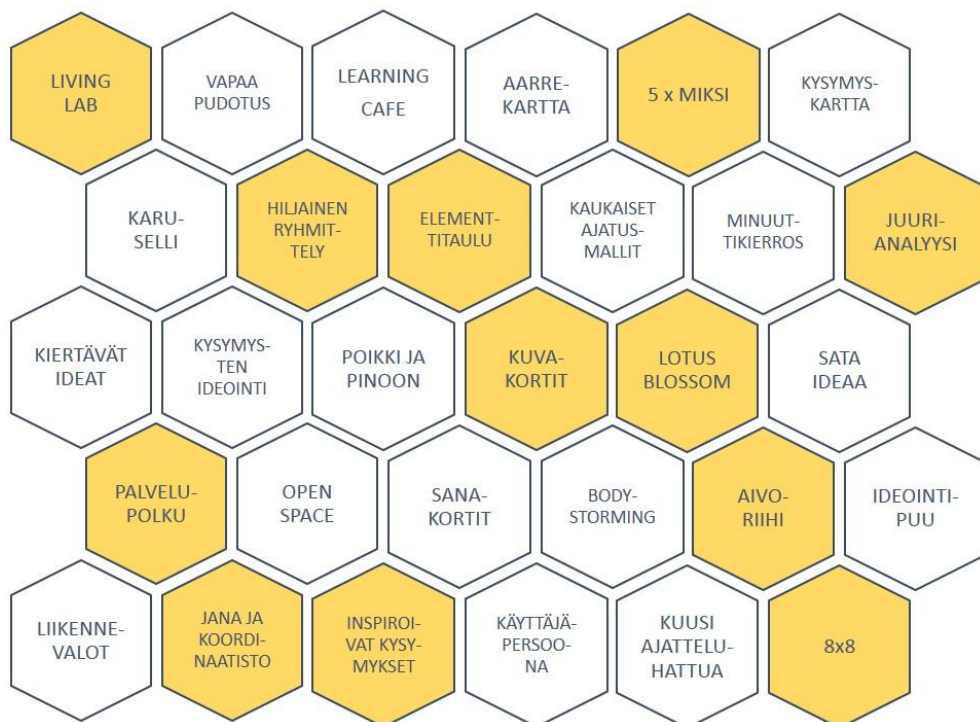 LIVING
LAB
VAPAA
PUDOTUS
LEARNING
CAFE
AARRE-
KARTTA
5 x MIKSI
KYSYMYS-
KARTTA
KARU-
SELLI
HILJAINEN
RYHMIT-
TELY
ELEMENT-
TITAULU
KAUKAISET
AJATUS-
MALLIT
MINUUT-
TIKIERROS
JUURI-
ANALYYSI
KIERTÄVÄT
IDEAT
KYSYMYS-
TEN
IDEOINTI
POIKKI JA
PINOON
KUVA-
KORTIT
LOTUS
BLOSSOM
SATA
IDEAA
PALVELU-
POLKU
OPEN
SPACE
SANA-
KORTIT
BODY-
STORMING
AIVO-
RIIHI
IDEOINTI-
PUU
LIIKENNE-
VALOT
JANA JA
KOORDI-
NAATISTO
INSPIROI-
VAT KYSY-
MYKSET
KÄYTTÄJÄ-
PERSOO-
NA
KUUSI
AJATTELU-
HATTUA
8x8